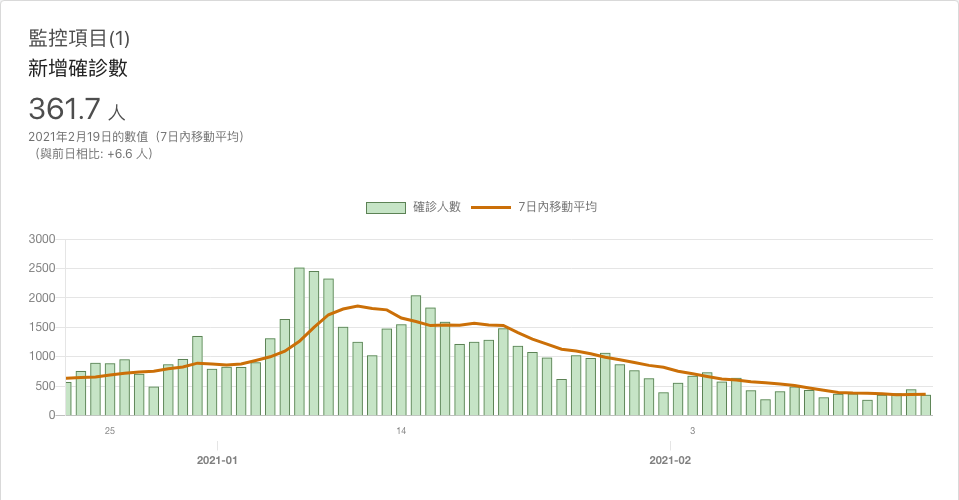 監控項目(1)
新增確診數
361.7 人
2021年2月19日的數值（7日內移動平均）
（與前日相比: +6.6 人）
確診人數 7日內移動平均
3000
2500
2000
1500
1000
500
0
25 14 3
2021-01 2021-02